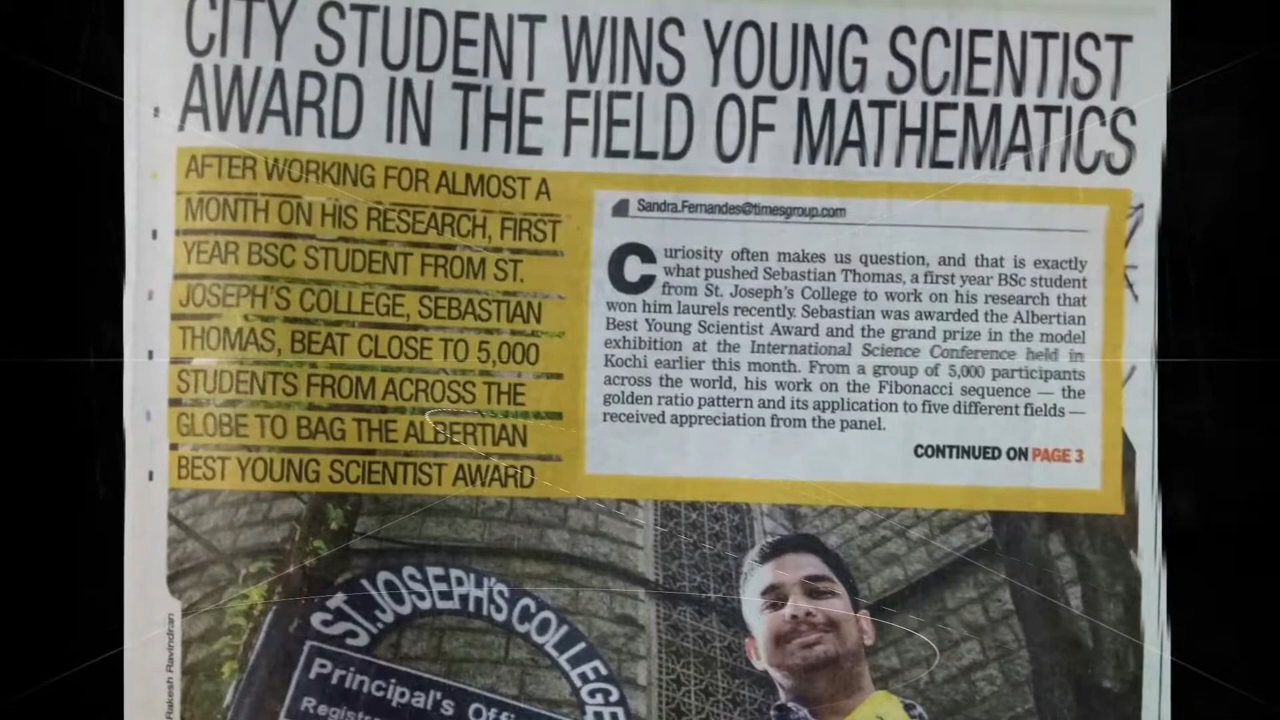 CITY STUDENT WINS YOUNG SCIENTIST
AWARD IN THE FIELD OF MATHEMATICS
AFTER WORKING FOR ALMOST A
MONTH ON HIS RESEARCH, FIRST
YEAR BSC STUDENT FROM ST.
JOSEPH'S COLLEGE, SEBASTIAN
THOMAS, BEAT CLOSE TO 5,000
STUDENTS FROM ACROSS THE
GLOBE TO BAG THE ALBERTIAN
BEST YOUNG SCIENTIST AWARD
Sandra.Fernandes@timesgroup.com
Curiosity often makes us question, and that is exactly
what pushed Sebastian Thomas, a first year BSc student
from St. Joseph's College to work on his research that
won him laurels recently. Sebastian was awarded the Albertian
Best Young Scientist Award and the grand prize in the model
exhibition at the International Science Conference held in
Kochi earlier this month. From a group of 5,000 participants
across the world, his work on the Fibonacci sequence — the
golden ratio pattern and its application to five different fields —
received appreciation from the panel.
CONTINUED ON PAGE 3
Rakesh Ravindran
ST. JOSEPH'S COLLEGE
Principal's Off
Registr